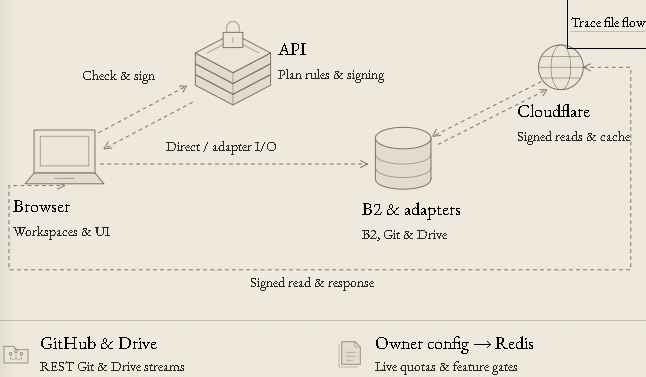 Trace file flow
API
Check & sign
Plan rules & signing
Cloudflare
Signed reads & cache
Direct / adapter I/O
Browser
Workspaces & UI
B2 & adapters
B2, Git & Drive
Signed read & response
GitHub & Drive
REST Git & Drive streams
Owner config → Redis
Live quotas & feature gates